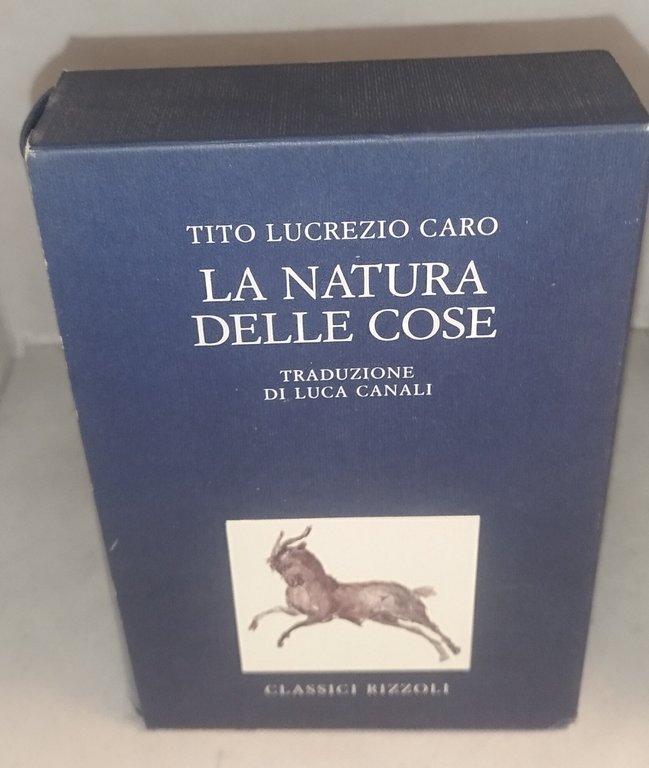 TITO LUCREZIO CARO
LA NATURA
DELLE COSE
TRADUZIONE
DI LUCA CANALI
CLASSICI RIZZOLI